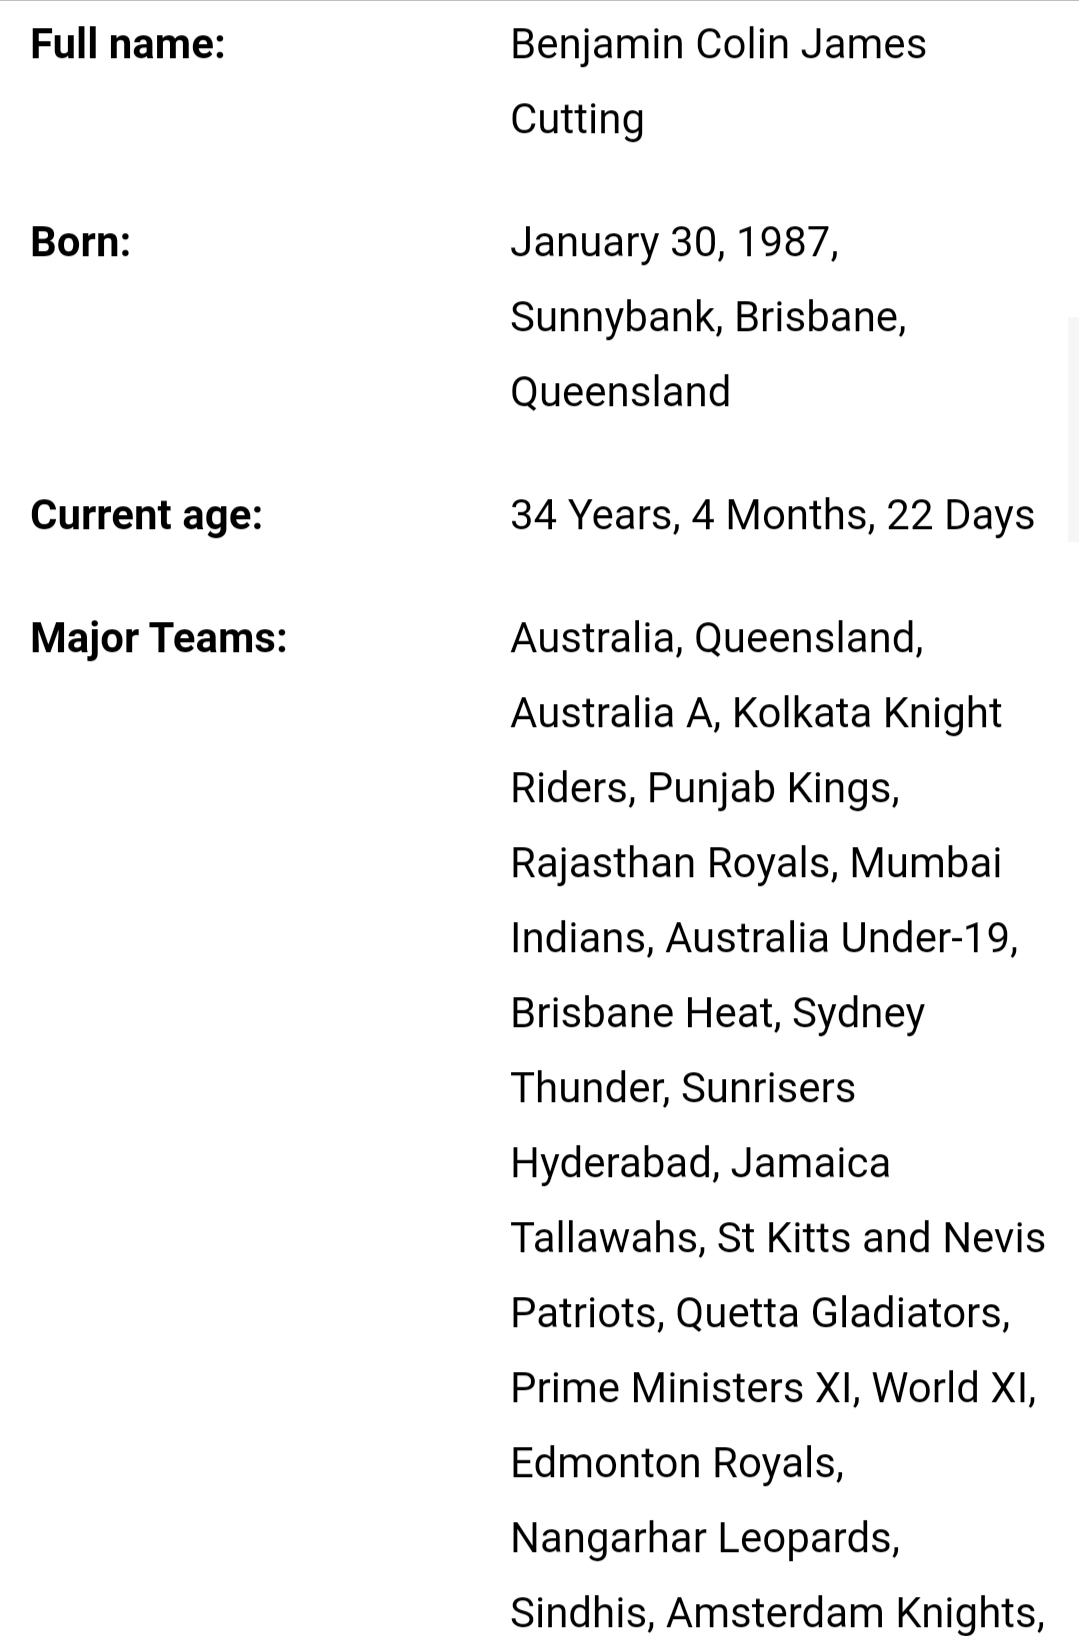 Full name: Benjamin Colin James
Cutting
Born: January 30, 1987,
Sunnybank, Brisbane,
Queensland
Current age: 34 Years, 4 Months, 22 Days
Major Teams: Australia, Queensland,
Australia A, Kolkata Knight
Riders, Punjab Kings,
Rajasthan Royals, Mumbai
Indians, Australia Under-19,
Brisbane Heat, Sydney
Thunder, Sunrisers
Hyderabad, Jamaica
Tallawahs, St Kitts and Nevis
Patriots, Quetta Gladiators,
Prime Ministers XI, World XI,
Edmonton Royals,
Nangarhar Leopards,
Sindhis, Amsterdam Knights,